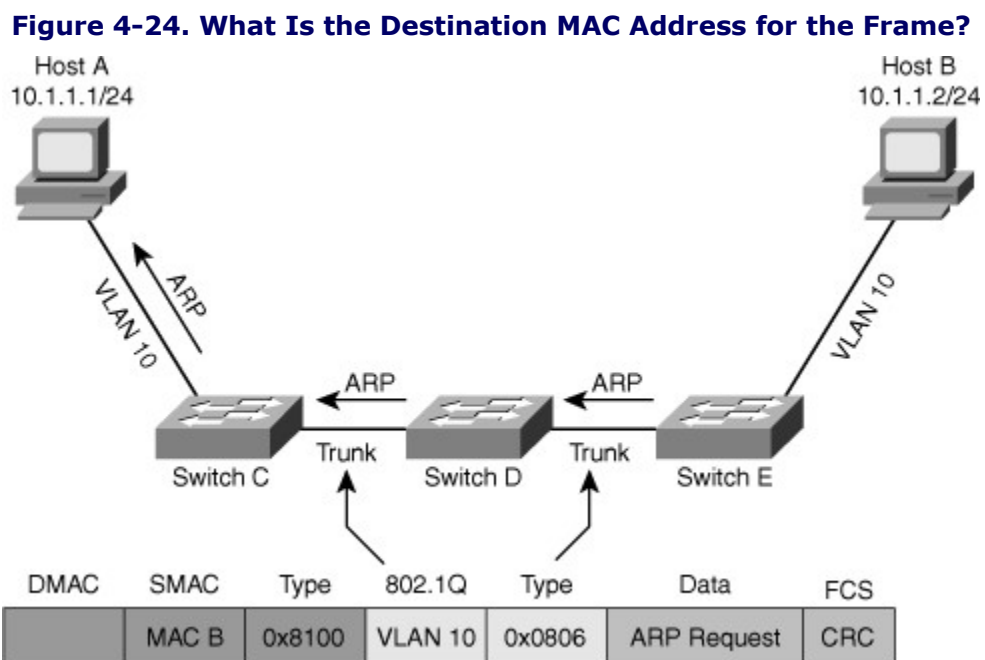 Figure 4-24. What Is the Destination MAC Address for the Frame?
Host A
10.1.1.1/24
Host B
10.1.1.2/24
ARP
VLAN 10
VLAN 10
ARP
ARP
Trunk
Trunk
Switch C
Switch D
Switch E
DMAC SMAC Type 802.1Q Type Data FCS
MAC B 0x8100 VLAN 10 0x0806 ARP Request CRC